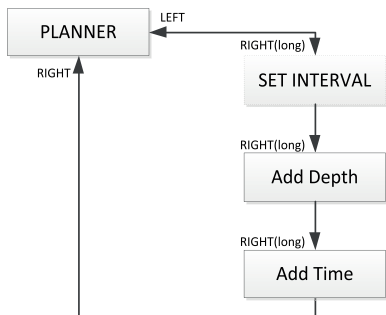 PLANNER
LEFT
RIGHT(long)
RIGHT
SET INTERVAL
RIGHT(long)
Add Depth
RIGHT(long)
Add Time